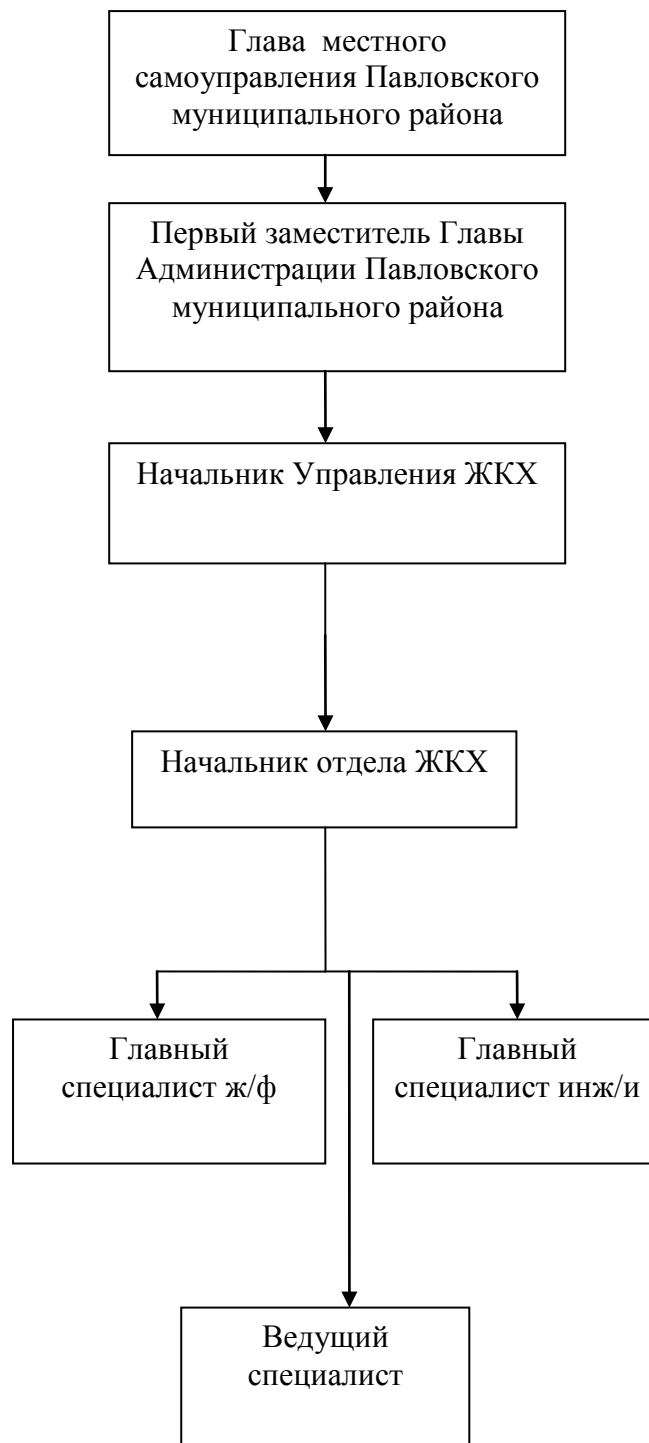 Глава местного
самоуправления Павловского
муниципального района
Первый заместитель Главы
Администрации Павловского
муниципального района
Начальник Управления ЖКХ
Начальник отдела ЖКХ
Главный
специалист ж/ф
Главный
специалист инж/и
Ведущий
специалист